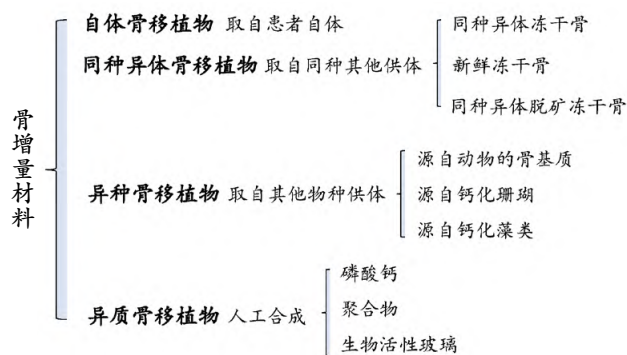 骨增量材料
自体骨移植物 取自患者自体
同种异体骨移植物 取自同种其他供体
同种异体冻干骨
新鲜冻干骨
同种异体脱矿冻干骨
异种骨移植物 取自其他物种供体
源自动物的骨基质
源自钙化珊瑚
源自钙化藻类
异质骨移植物 人工合成
磷酸钙
聚合物
生物活性玻璃